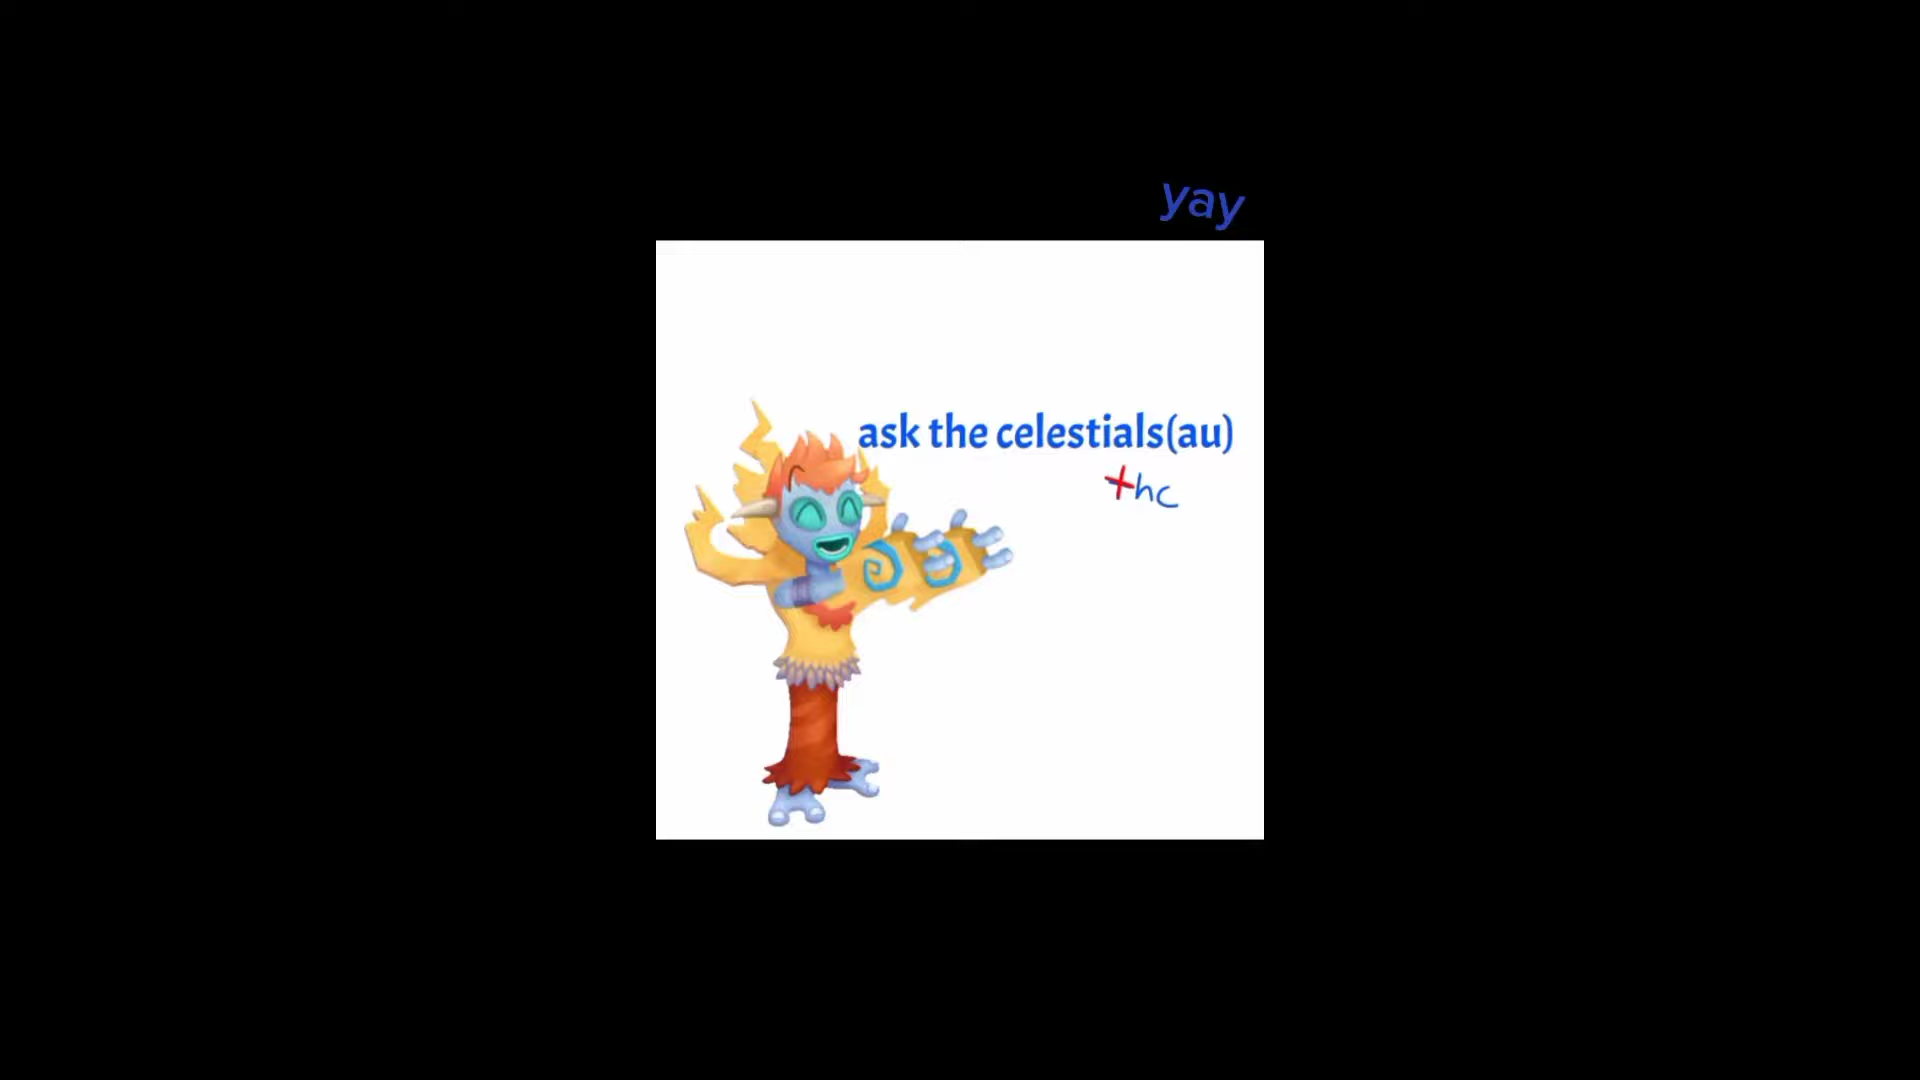 yay
ask the celestials(au)
+hc